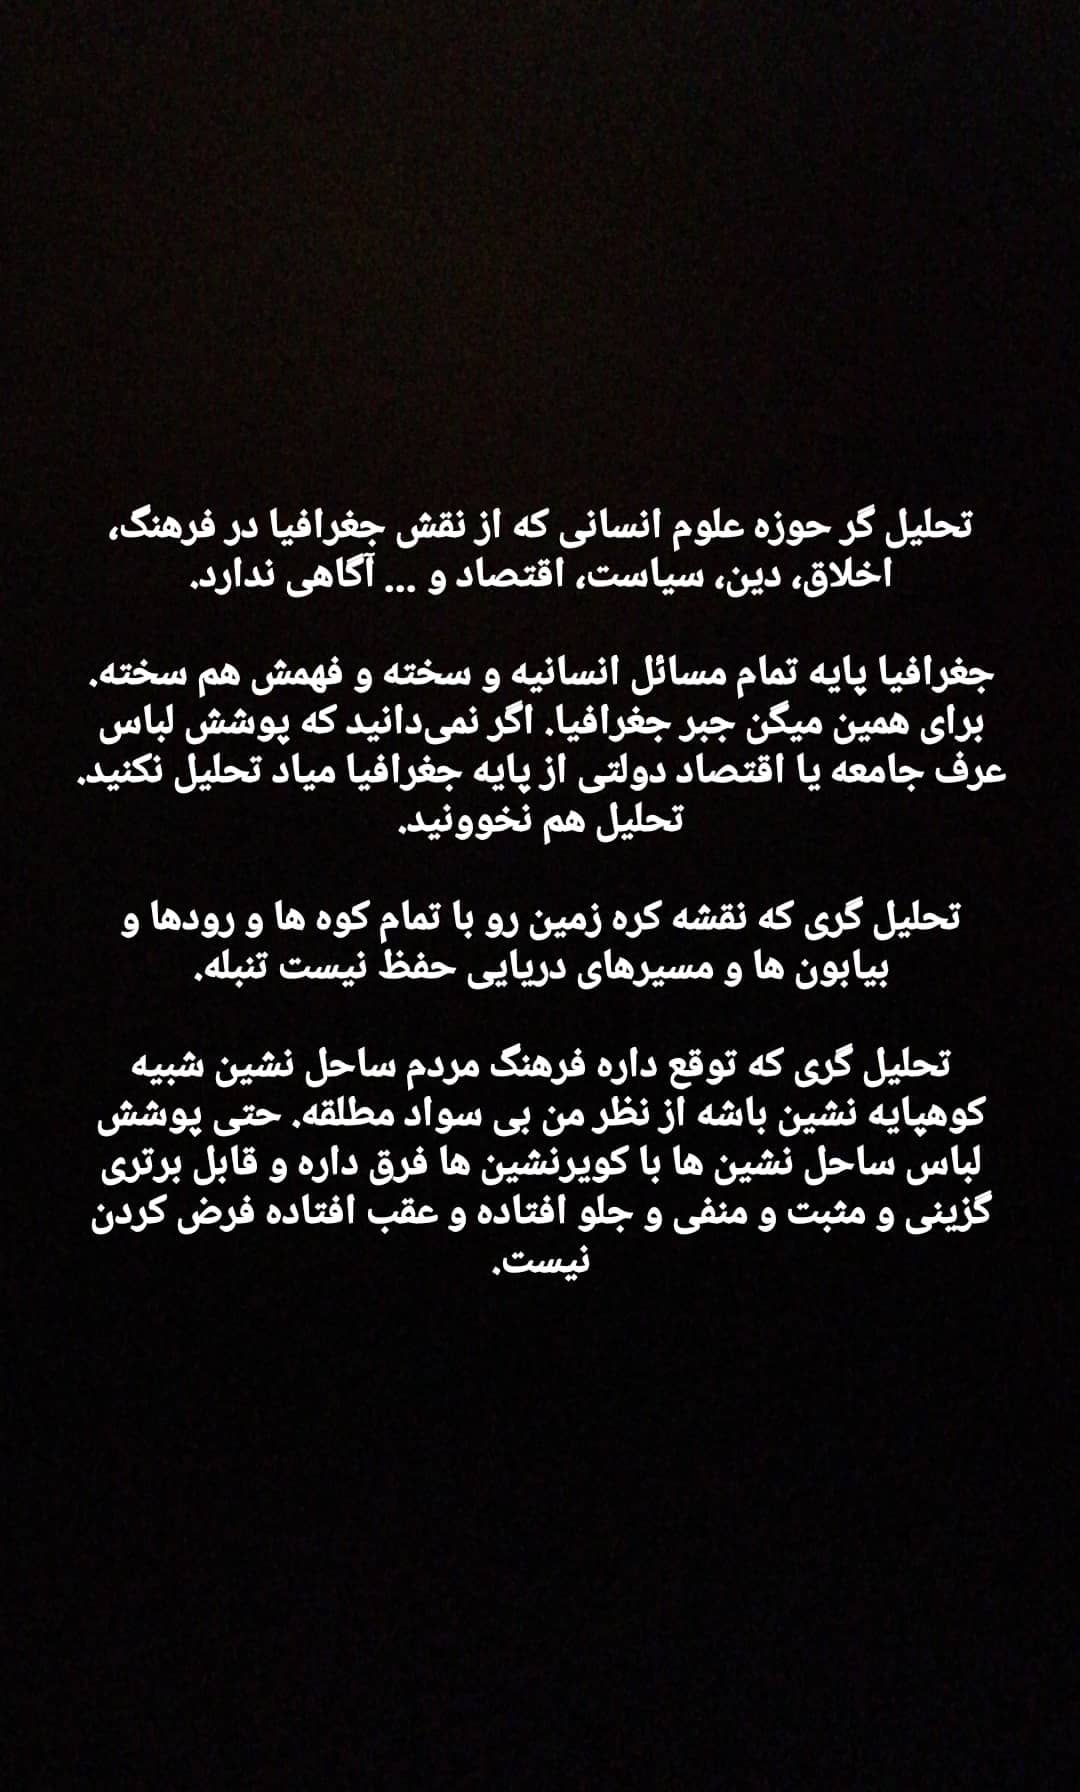 تحلیل گر حوزه علوم انسانی که از نقش جغرافیا در فرهنگ،
اخلاق، دین، سیاست، اقتصاد و ... آگاهی ندارد.
جغرافیا پایه تمام مسائل انسانیه و سخته و فهمش هم سخته.
برای همین میگن جبر جغرافیا. اگر نمی‌دانید که پوشش لباس
عرف جامعه یا اقتصاد دولتی از پایه جغرافیا میاد تحلیل نکنید.
تحلیل هم نخوونید.
تحلیل گری که نقشه کره زمین رو با تمام کوه ها و رودها و
بیابون ها و مسیرهای دریایی حفظ نیست تنبله.
تحلیل گری که توقع داره فرهنگ مردم ساحل نشین شبیه
کوهپایه نشین باشه از نظر من بی سواد مطلقه. حتی پوشش
لباس ساحل نشین ها با کویرنشین ها فرق داره و قابل برتری
گزینی و مثبت و منفی و جلو افتاده و عقب افتاده فرض کردن
نیست.